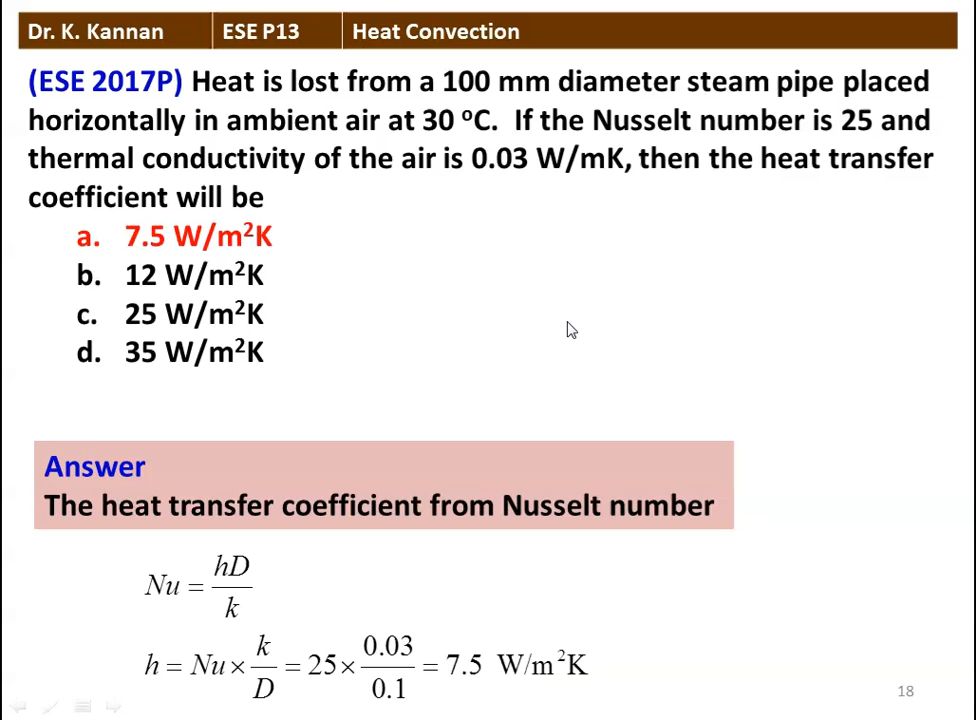 Dr. K. Kannan ESE P13 Heat Convection
(ESE 2017P) Heat is lost from a 100 mm diameter steam pipe placed
horizontally in ambient air at 30 ºC. If the Nusselt number is 25 and
thermal conductivity of the air is 0.03 W/mK, then the heat transfer
coefficient will be
a. 7.5 W/m²K
b. 12 W/m²K
c. 25 W/m²K
d. 35 W/m²K
Answer
The heat transfer coefficient from Nusselt number
Nu = hD/k
h = Nu × k/D = 25 × 0.03/0.1 = 7.5 W/m²K
18